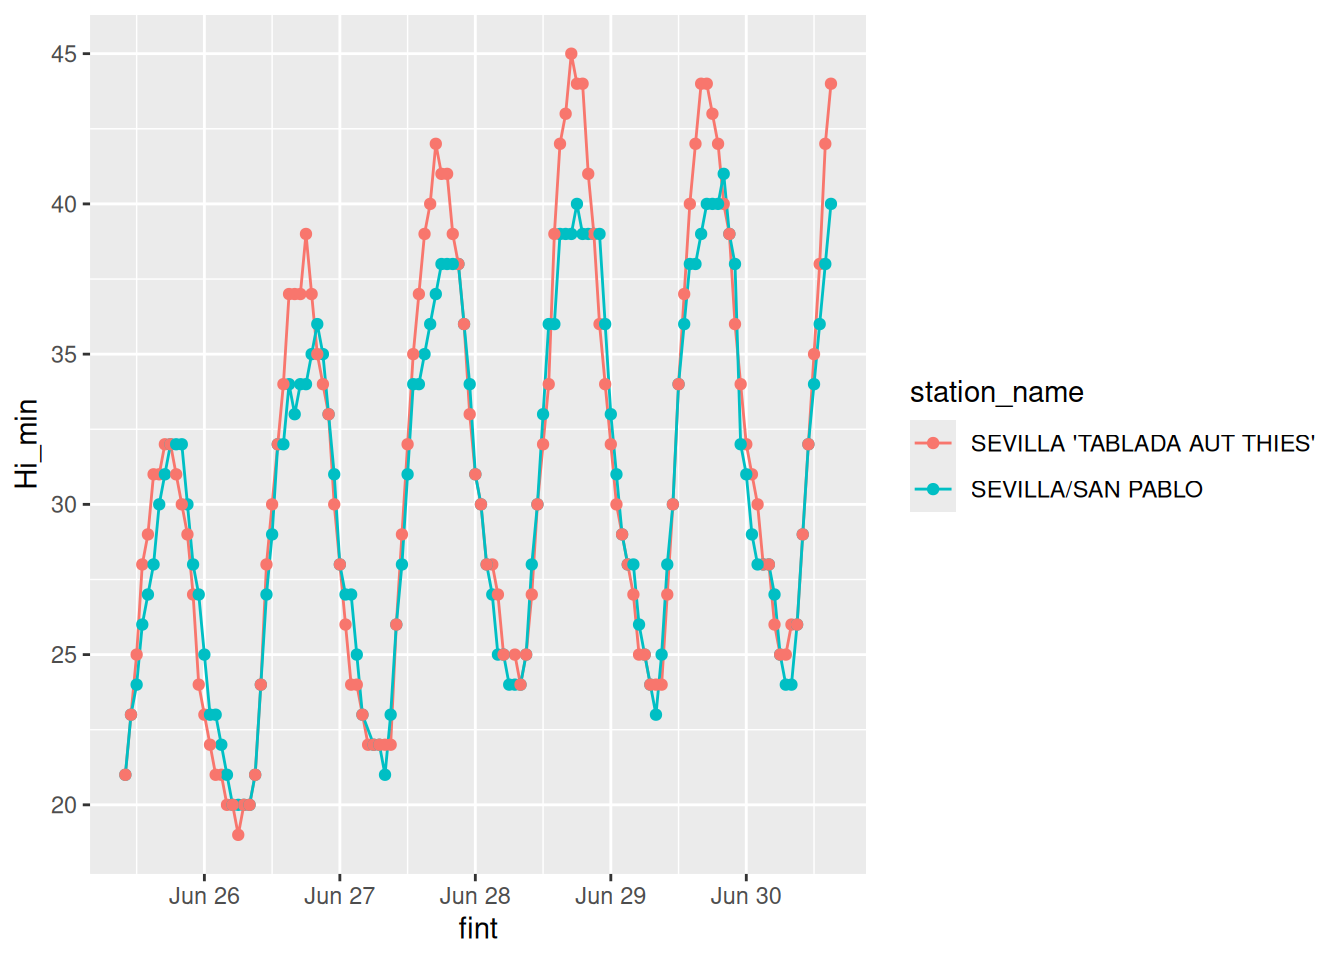 45
40
35
30
25
20
Hi_min
Jun 26
Jun 27
Jun 28
Jun 29
Jun 30
fint
station_name
SEVILLA 'TABLADA AUT THIES'
SEVILLA/SAN PABLO